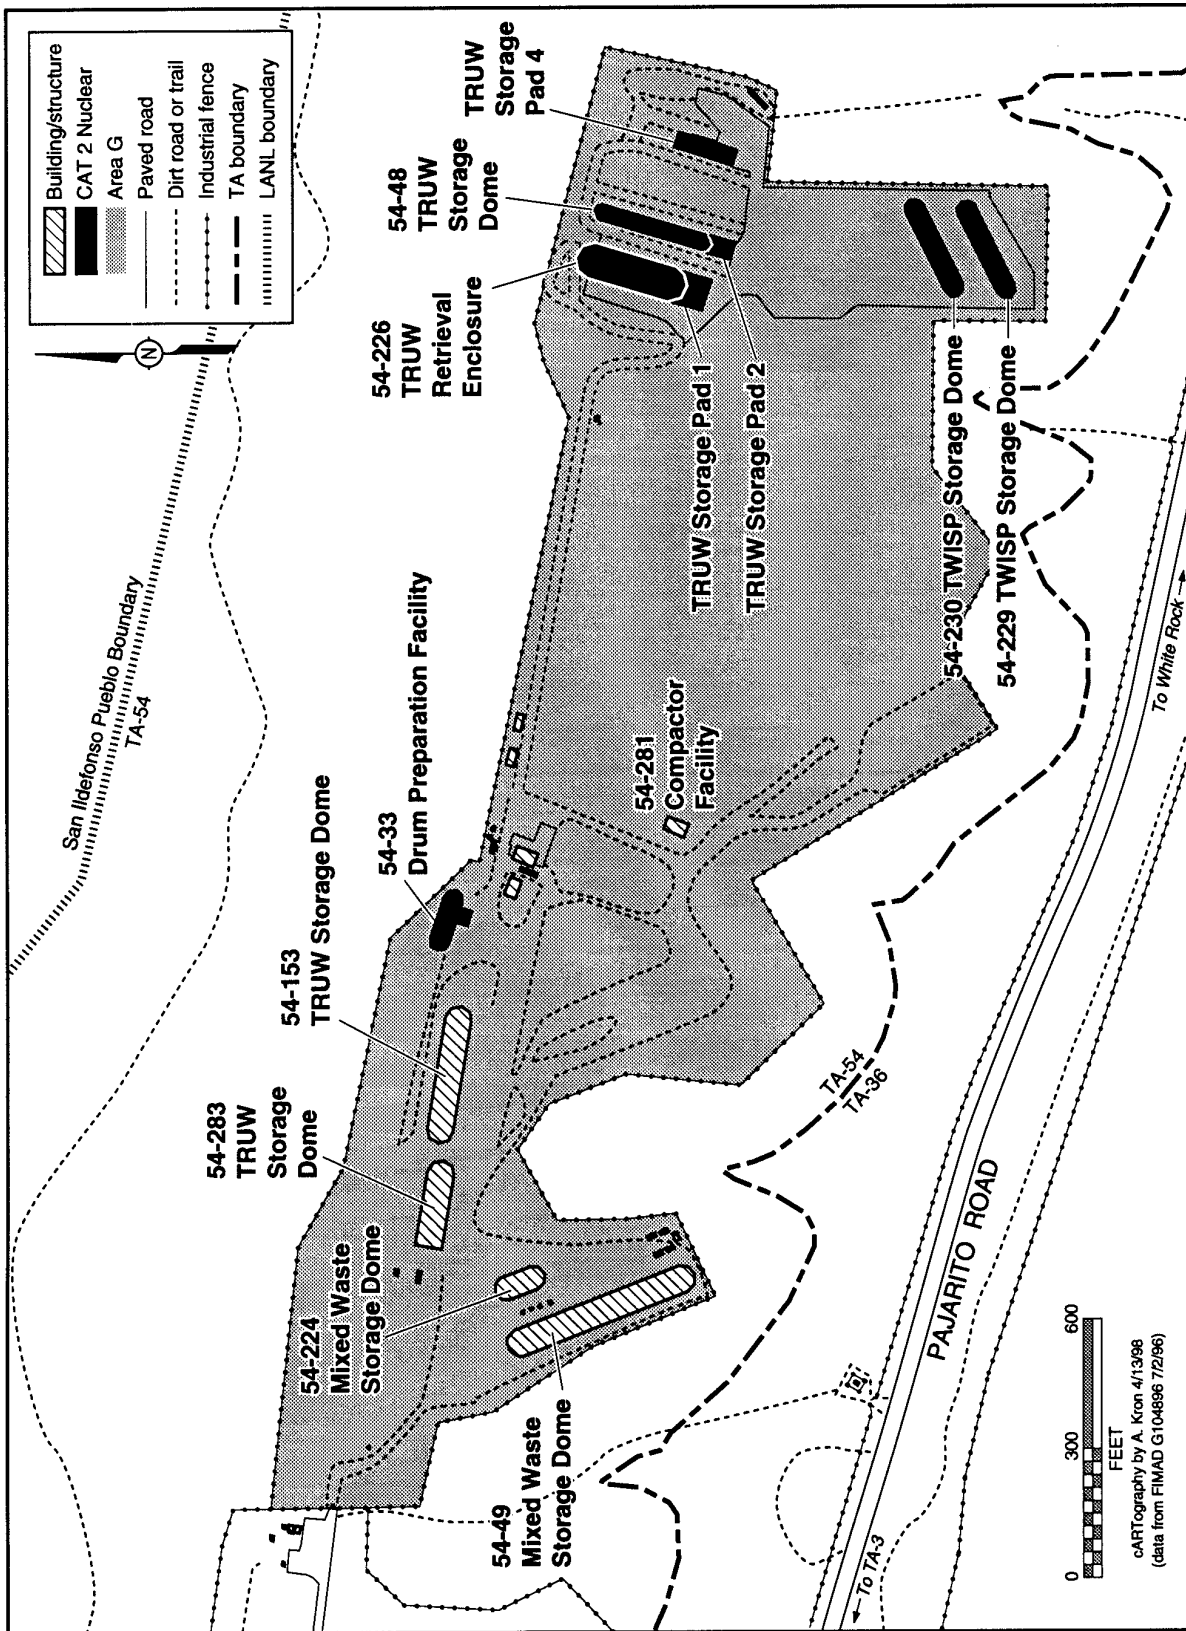 Building/structure
CAT 2 Nuclear
Area G
Paved road
Dirt road or trail
Industrial fence
TA boundary
LANL boundary
N
San Ildefonso Pueblo Boundary
TA-54
54-48
TRUW
Storage
Dome
TRUW
Storage
Pad 4
54-226
TRUW
Retrieval
Enclosure
54-33
Drum Preparation Facility
54-153
TRUW Storage Dome
54-283
TRUW
Storage
Dome
54-224
Mixed Waste
Storage Dome
54-49
Mixed Waste
Storage Dome
54-281
Compactor
Facility
TRUW Storage Pad 1
TRUW Storage Pad 2
54-230 TWISP Storage Dome
54-229 TWISP Storage Dome
TA-54
TA-36
PAJARITO ROAD
To White Rock →
← To TA-3
0 300 600
FEET
cARTography by A. Kron 4/13/98
(data from FIMAD G104896 7/2/96)